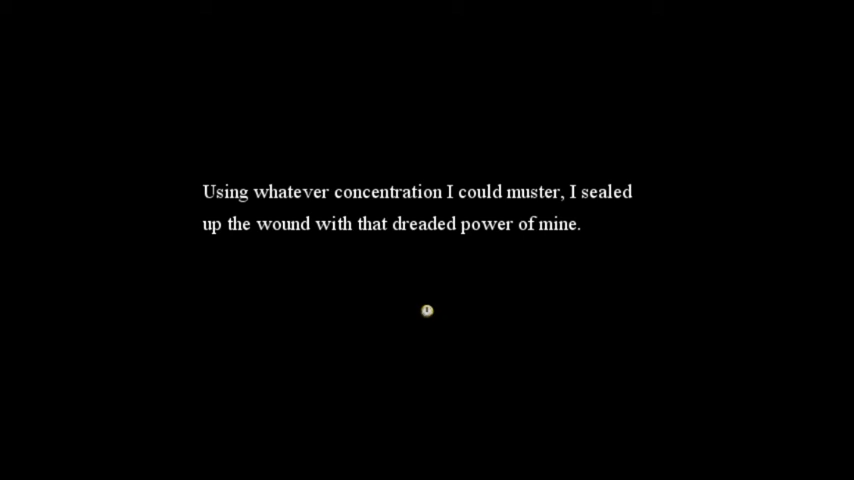 Using whatever concentration I could muster, I sealed
up the wound with that dreaded power of mine.